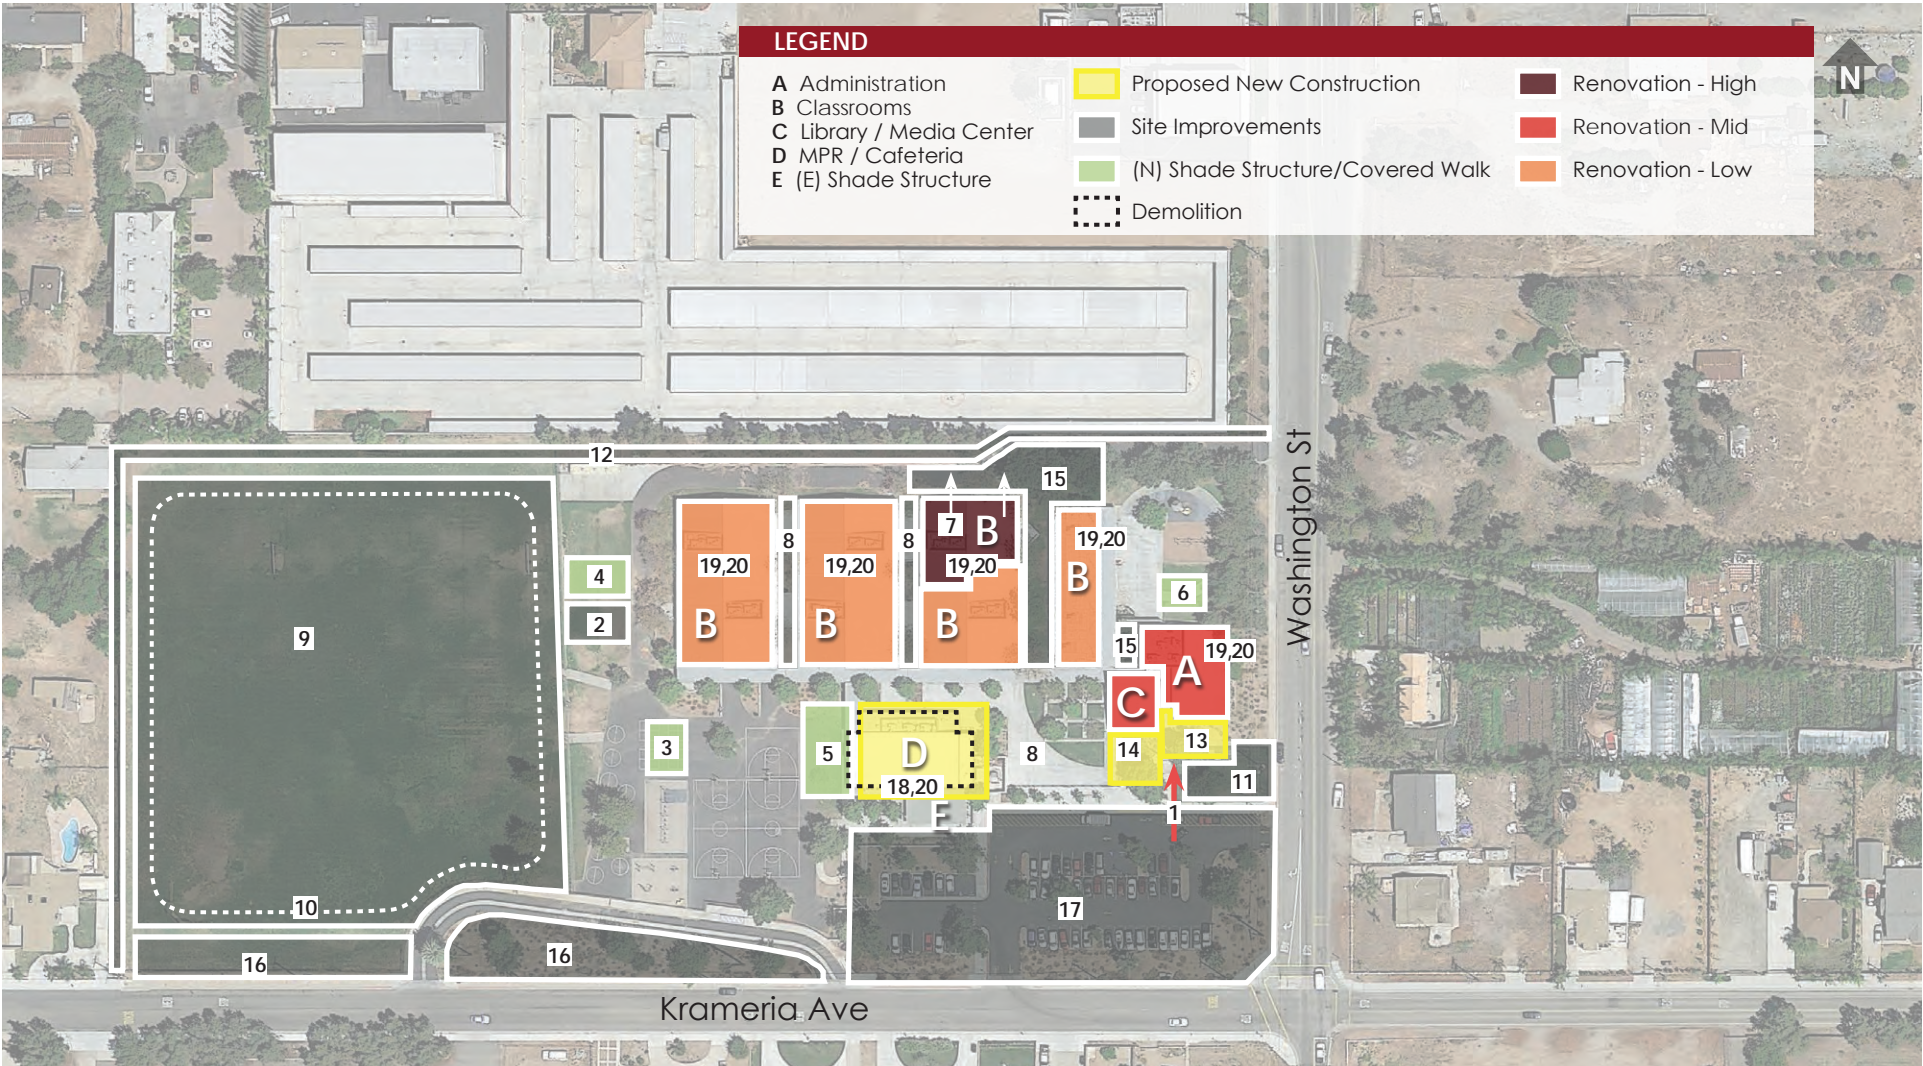 LEGEND
A Administration
B Classrooms
C Library / Media Center
D MPR / Cafeteria
E (E) Shade Structure
Proposed New Construction
Site Improvements
(N) Shade Structure/Covered Walk
Demolition
Renovation - High
Renovation - Mid
Renovation - Low
N
12
15
7
B
8
8
19,20
19,20
19,20
19,20
B
4
2
9
6
B
B
B
15
19,20
A
C
3
5
D
18,20
8
14
13
11
E
1
10
17
16
16
Washington St
Krameria Ave